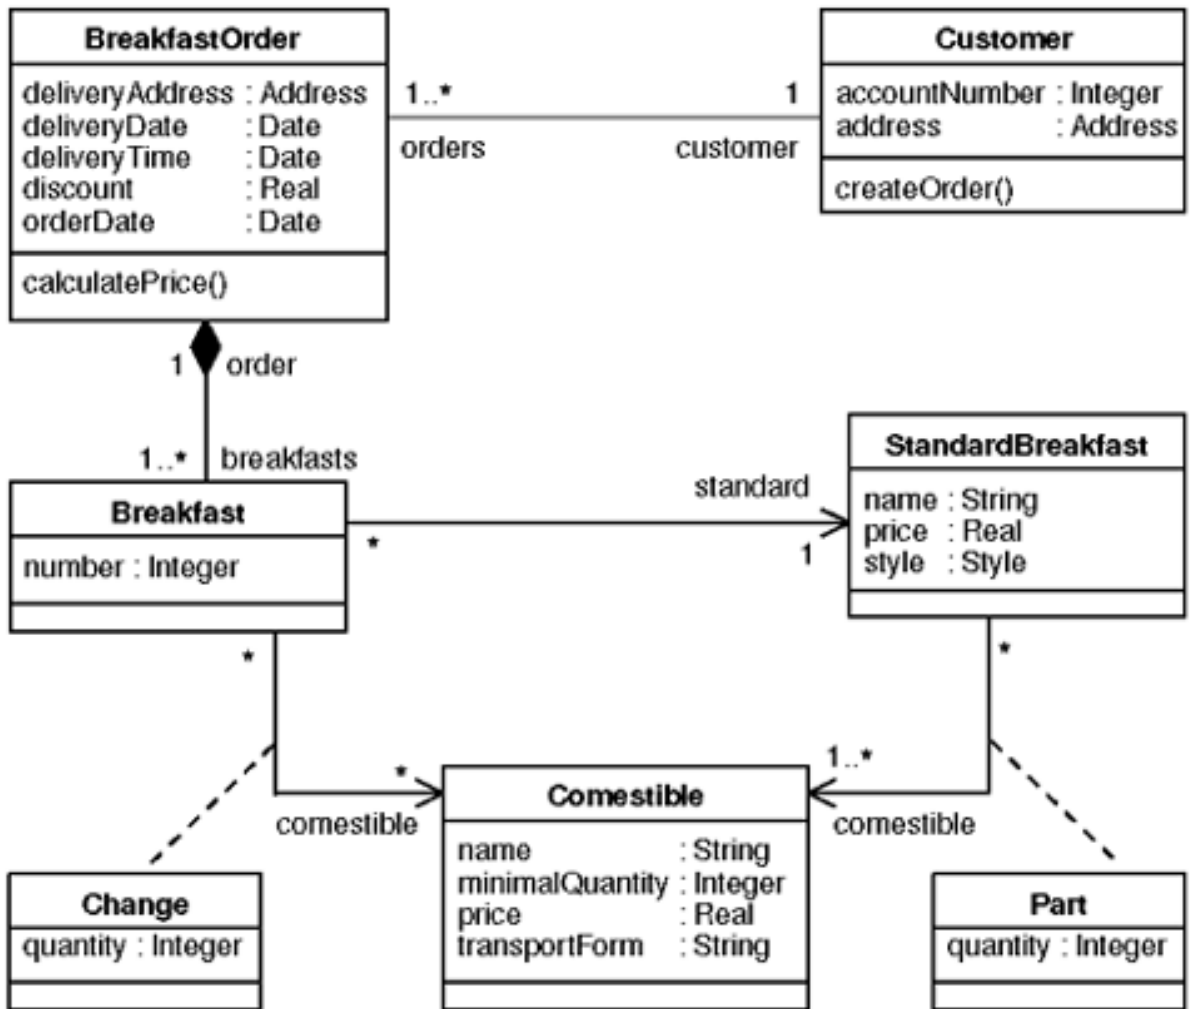 BreakfastOrder
deliveryAddress : Address
deliveryDate : Date
deliveryTime : Date
discount : Real
orderDate : Date
calculatePrice()
1..*
orders
1
customer
Customer
accountNumber : Integer
address : Address
createOrder()
1
order
1..*
breakfasts
Breakfast
number : Integer
*
standard
1
StandardBreakfast
name : String
price : Real
style : Style
*
*
comestible
*
1..*
comestible
Comestible
name : String
minimalQuantity : Integer
price : Real
transportForm : String
Change
quantity : Integer
Part
quantity : Integer